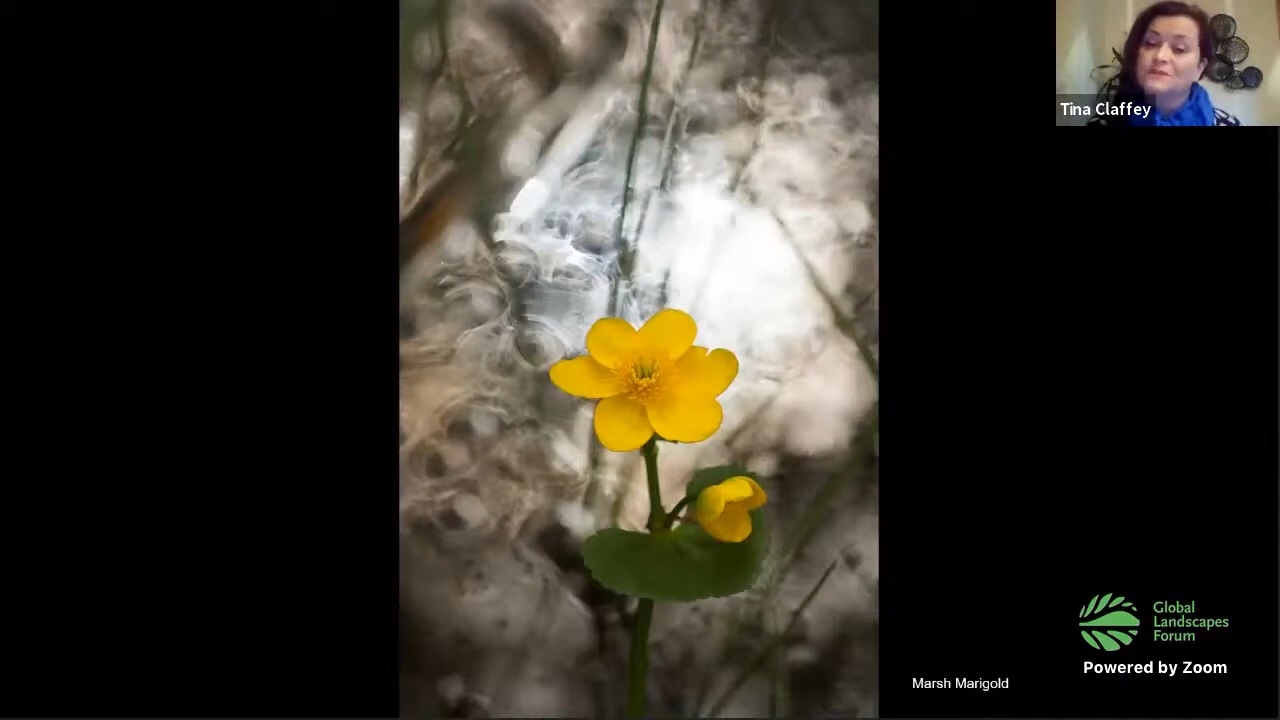 Tina Claffey
Global
Landscapes
Forum
Powered by Zoom
Marsh Marigold